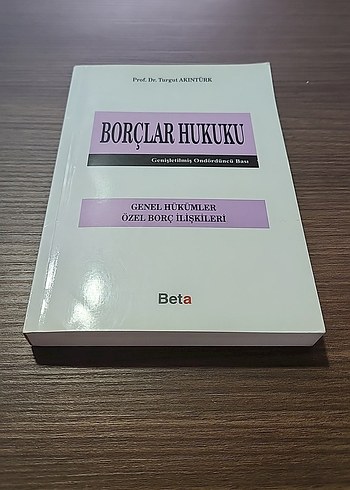 Prof. Dr. Turgut AKINTÜRK
BORÇLAR HUKUKU
Genişletilmiş Ondördüncü Bası
GENEL HÜKÜMLER
ÖZEL BORÇ İLİŞKİLERİ
Beta